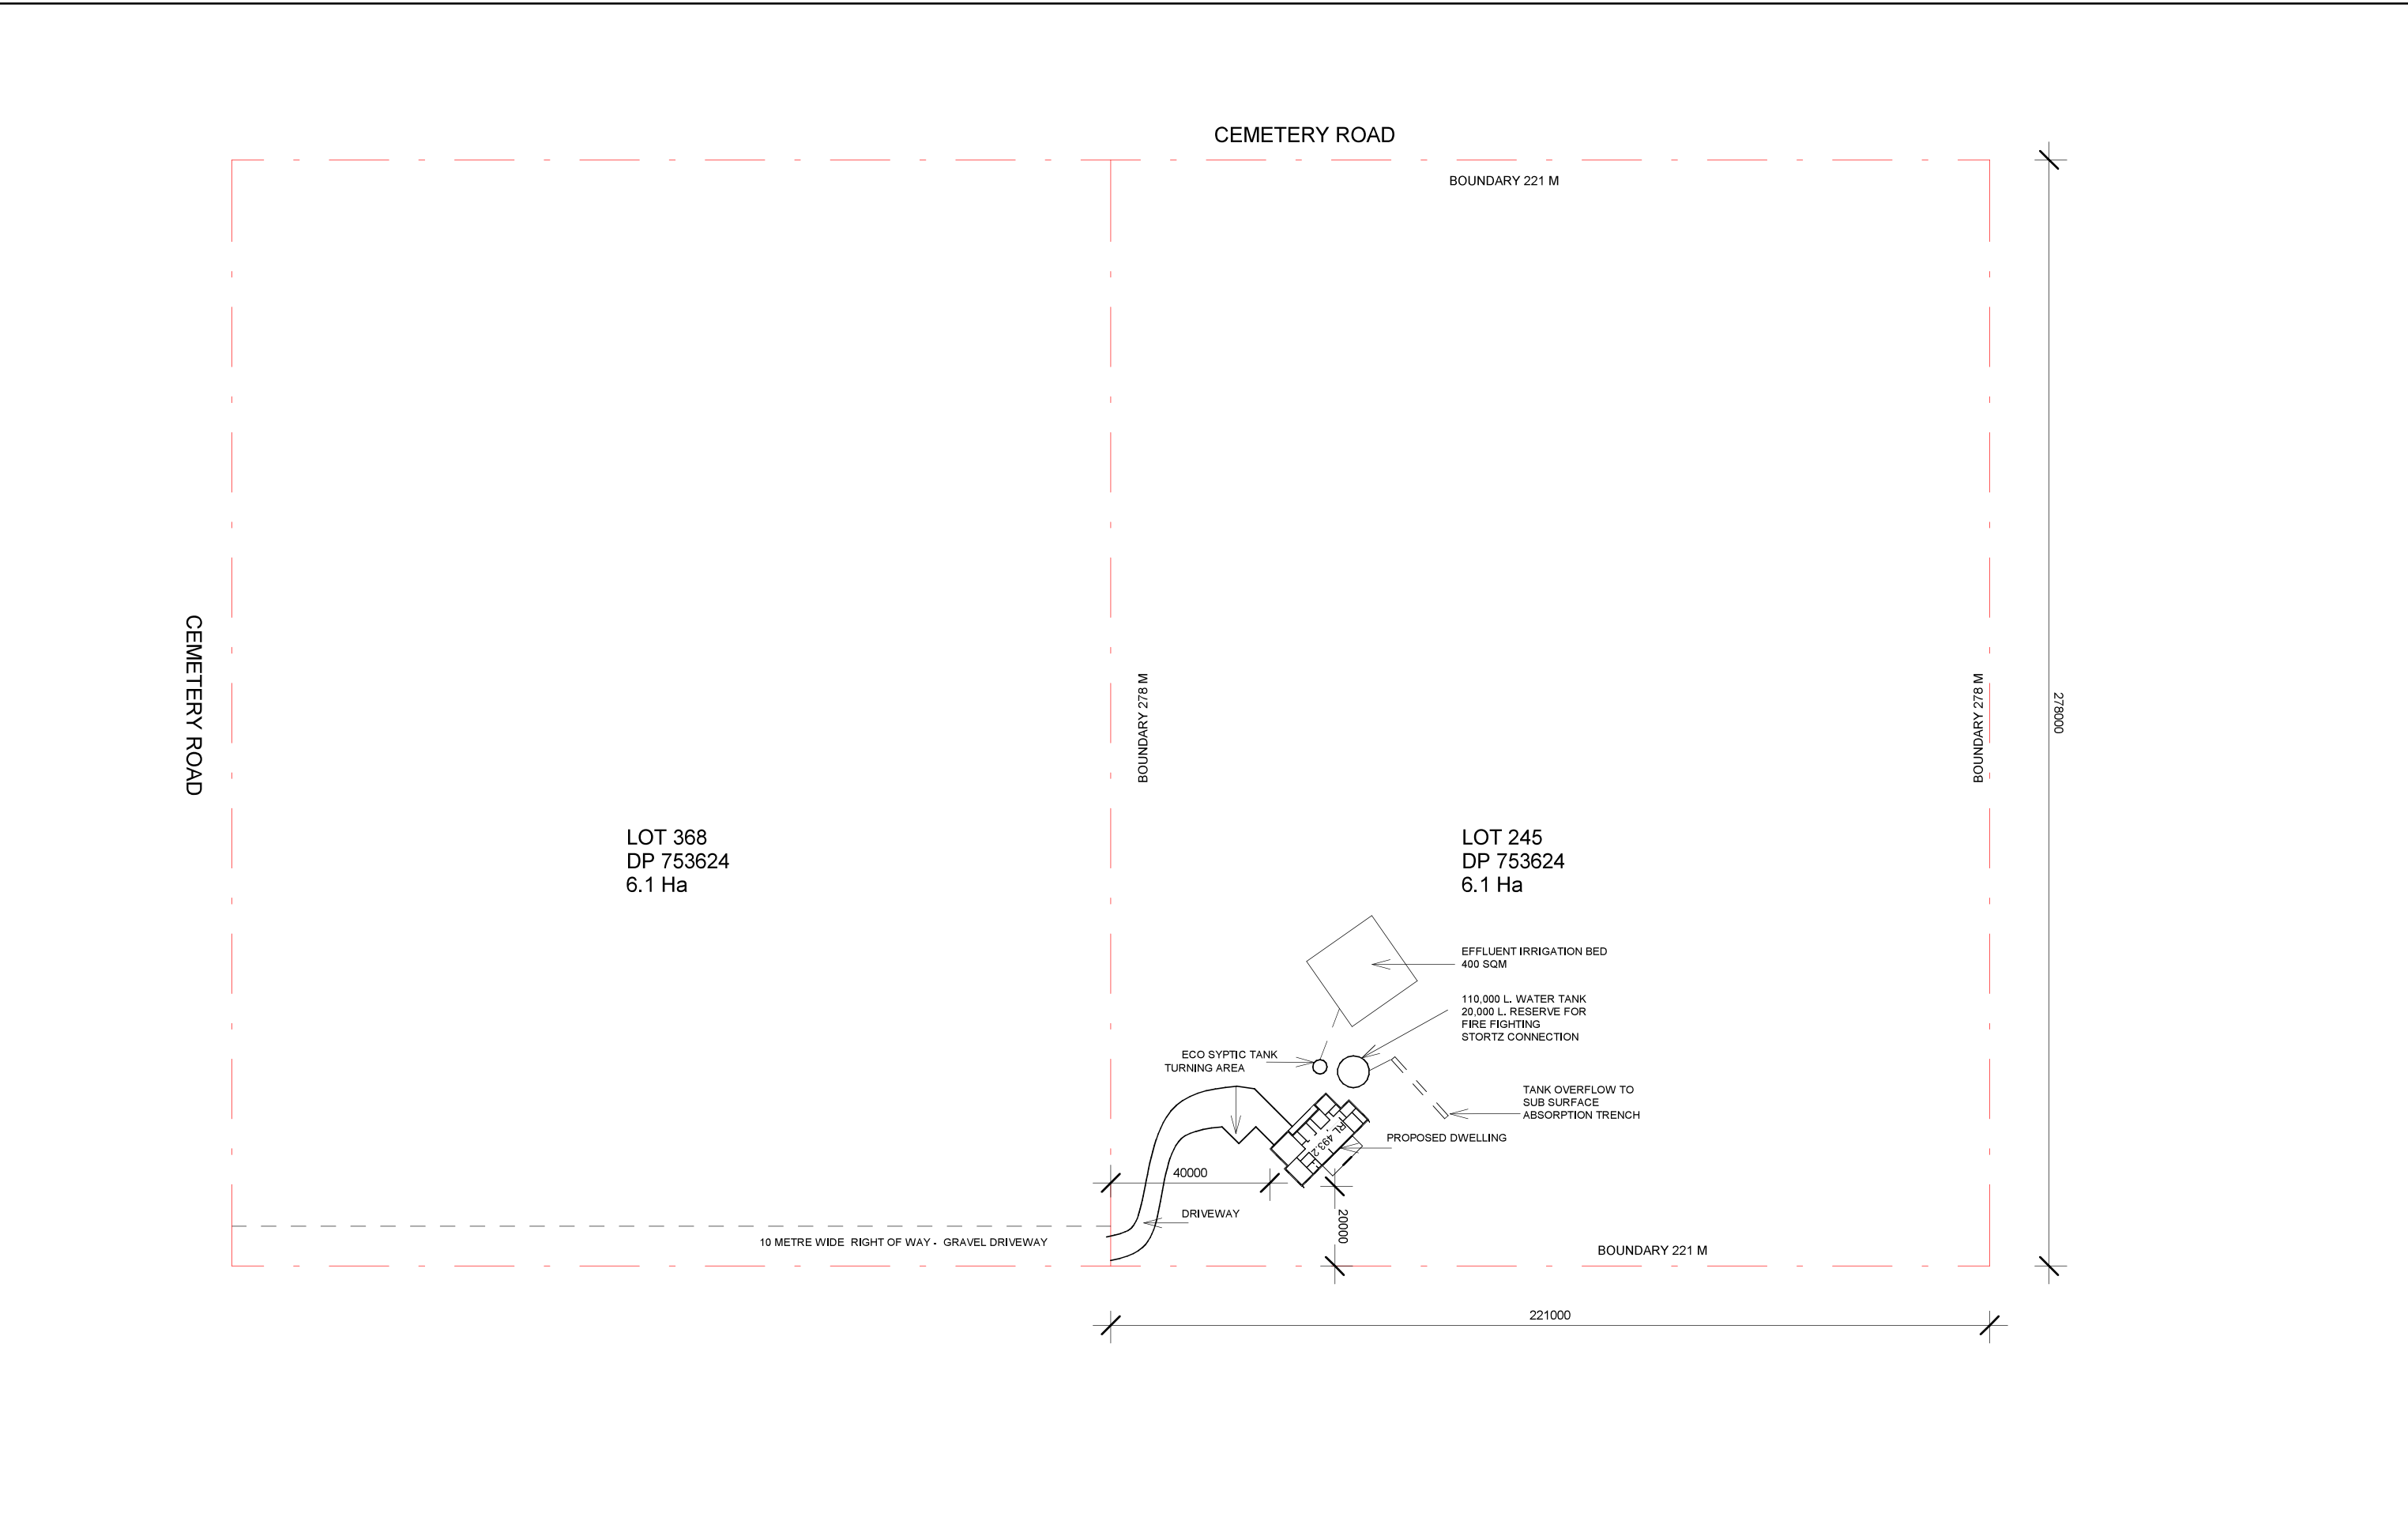 CEMETERY ROAD
BOUNDARY 221 M
CEMETERY ROAD
BOUNDARY 278 M
BOUNDARY 278 M
278000
LOT 368
DP 753624
6.1 Ha
LOT 245
DP 753624
6.1 Ha
EFFLUENT IRRIGATION BED
400 SQM
110,000 L. WATER TANK
20,000 L. RESERVE FOR
FIRE FIGHTING
STORTZ CONNECTION
ECO SYPTIC TANK
TURNING AREA
TANK OVERFLOW TO
SUB SURFACE
ABSORPTION TRENCH
PROPOSED DWELLING
RL 493.2
40000
DRIVEWAY
20000
10 METRE WIDE RIGHT OF WAY - GRAVEL DRIVEWAY
BOUNDARY 221 M
221000